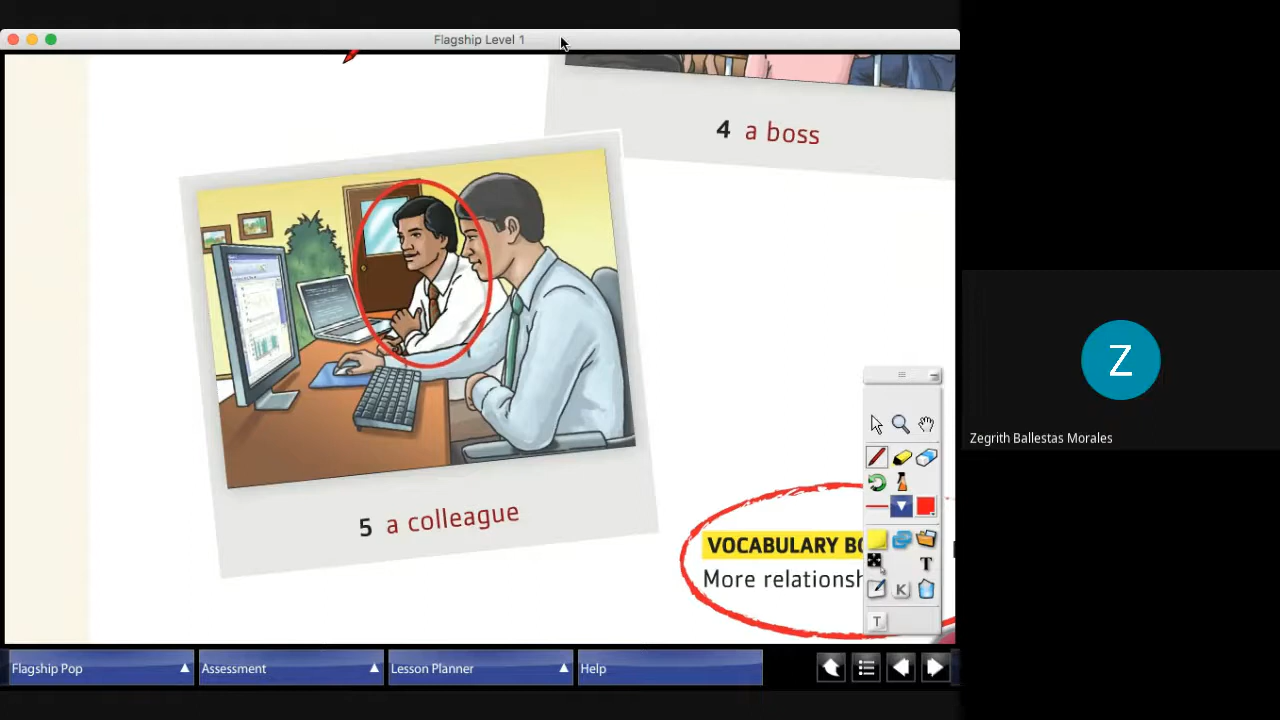 Flagship Level 1
4 a boss
5 a colleague
VOCABULARY BO
More relationsh
T
K
T
Z
Zegrith Ballestas Morales
Flagship Pop
Assessment
Lesson Planner
Help